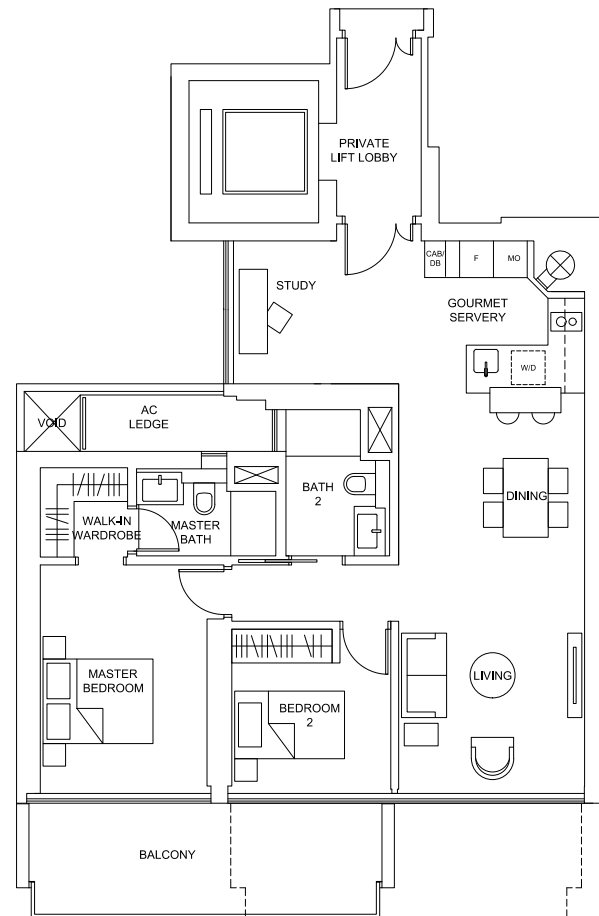 PRIVATE
LIFT LOBBY
CAB/
DB
F
MO
STUDY
GOURMET
SERVERY
W/D
VOID
AC
LEDGE
BATH
2
DINING
WALK-IN
WARDROBE
MASTER
BATH
MASTER
BEDROOM
BEDROOM
2
LIVING
BALCONY